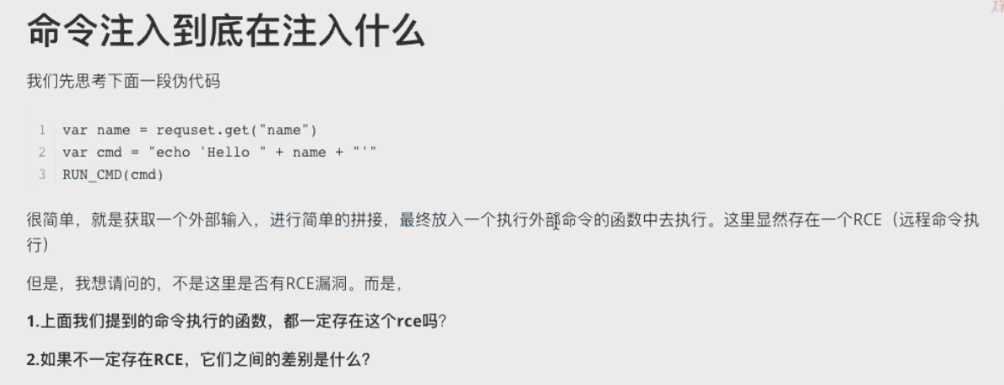 命令注入到底在注入什么
我们先思考下面一段伪代码
1 var name = requset.get("name")
2 var cmd = "echo 'Hello " + name + "'"
3 RUN_CMD(cmd)
很简单，就是获取一个外部输入，进行简单的拼接，最终放入一个执行外部命令的函数中去执行。这里显然存在一个RCE（远程命令执
行）
但是，我想请问的，不是这里是否有RCE漏洞。而是，
1.上面我们提到的命令执行的函数，都一定存在这个rce吗？
2.如果不一定存在RCE，它们之间的差别是什么？